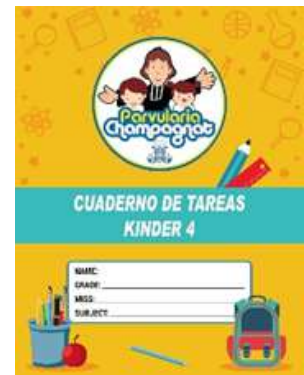 Parvularia
Champagnat
CUADERNO DE TAREAS
KINDER 4
NAME:
GRADE:
MISS:
SUBJECT: